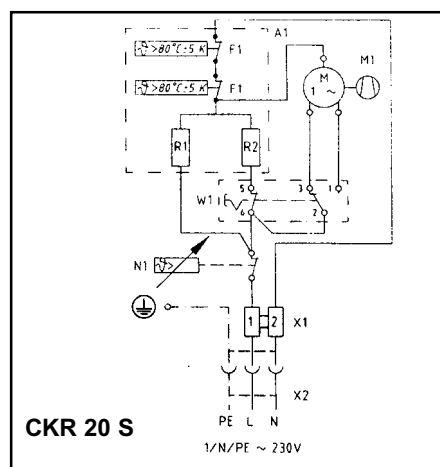 A1
>80°C±5 K
F1
>80°C±5 K
F1
M
1 ~
M1
R1
R2
5
3
1
W1
6
2
N1
ϑ>
1
2
X1
X2
PE L N
CKR 20 S
1/N/PE ~ 230V